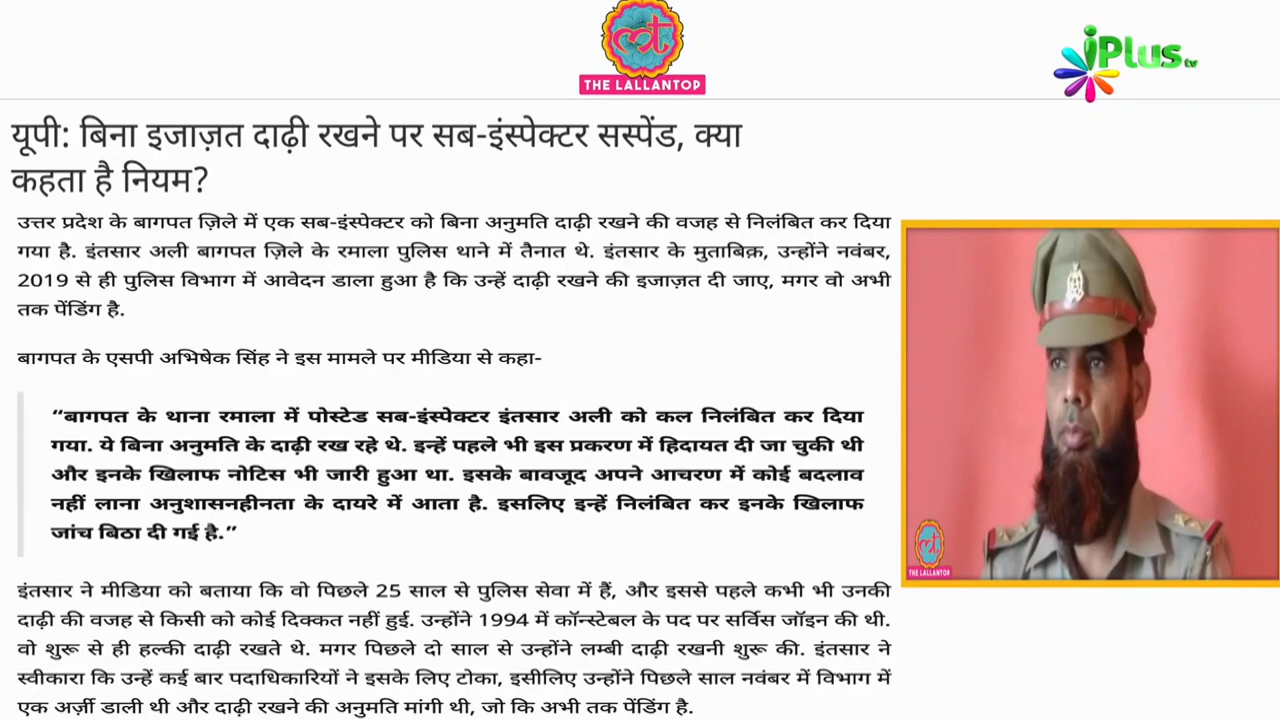 mt
THE LALLANTOP
iPlus tv
यूपी: बिना इजाज़त दाढ़ी रखने पर सब-इंस्पेक्टर सस्पेंड, क्या
कहता है नियम?
उत्तर प्रदेश के बागपत ज़िले में एक सब-इंस्पेक्टर को बिना अनुमति दाढ़ी रखने की वजह से निलंबित कर दिया
गया है. इंतसार अली बागपत ज़िले के रमाला पुलिस थाने में तैनात थे. इंतसार के मुताबिक़, उन्होंने नवंबर,
2019 से ही पुलिस विभाग में आवेदन डाला हुआ है कि उन्हें दाढ़ी रखने की इजाज़त दी जाए, मगर वो अभी
तक पेंडिंग है.
बागपत के एसपी अभिषेक सिंह ने इस मामले पर मीडिया से कहा-
“बागपत के थाना रमाला में पोस्टेड सब-इंस्पेक्टर इंतसार अली को कल निलंबित कर दिया
गया. ये बिना अनुमति के दाढ़ी रख रहे थे. इन्हें पहले भी इस प्रकरण में हिदायत दी जा चुकी थी
और इनके खिलाफ नोटिस भी जारी हुआ था. इसके बावजूद अपने आचरण में कोई बदलाव
नहीं लाना अनुशासनहीनता के दायरे में आता है. इसलिए इन्हें निलंबित कर इनके खिलाफ
जांच बिठा दी गई है.”
इंतसार ने मीडिया को बताया कि वो पिछले 25 साल से पुलिस सेवा में हैं, और इससे पहले कभी भी उनकी
दाढ़ी की वजह से किसी को कोई दिक्कत नहीं हुई. उन्होंने 1994 में कॉन्स्टेबल के पद पर सर्विस जॉइन की थी.
वो शुरू से ही हल्की दाढ़ी रखते थे. मगर पिछले दो साल से उन्होंने लम्बी दाढ़ी रखनी शुरू की. इंतसार ने
स्वीकारा कि उन्हें कई बार पदाधिकारियों ने इसके लिए टोका, इसीलिए उन्होंने पिछले साल नवंबर में विभाग में
एक अर्ज़ी डाली थी और दाढ़ी रखने की अनुमति मांगी थी, जो कि अभी तक पेंडिंग है.
mt
THE LALLANTOP